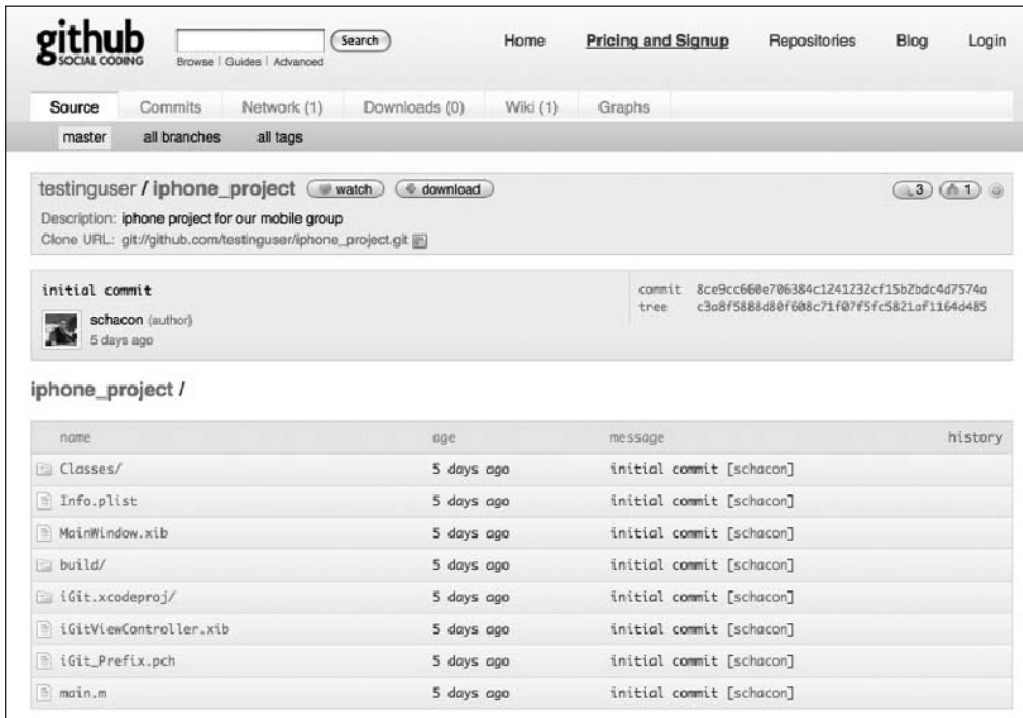 github
SOCIAL CODING
Search
Browse | Guides | Advanced
Home Pricing and Signup Repositories Blog Login
Source Commits Network (1) Downloads (0) Wiki (1) Graphs
master all branches all tags
testinguser / iphone_project watch download 3 1
Description: iphone project for our mobile group
Clone URL: git://github.com/testinguser/iphone_project.git
initial commit
commit 8ce9cc660e706384c1241232cf15b2bdc4d7574a
schacon (author)
tree c3a8f5888d80f608c71f07f5fc5821af1164d485
5 days ago
iphone_project /
name age message history
Classes/ 5 days ago initial commit [schacon]
Info.plist 5 days ago initial commit [schacon]
MainWindow.xib 5 days ago initial commit [schacon]
build/ 5 days ago initial commit [schacon]
iGit.xcodeproj/ 5 days ago initial commit [schacon]
iGitViewController.xib 5 days ago initial commit [schacon]
iGit_Prefix.pch 5 days ago initial commit [schacon]
main.m 5 days ago initial commit [schacon]